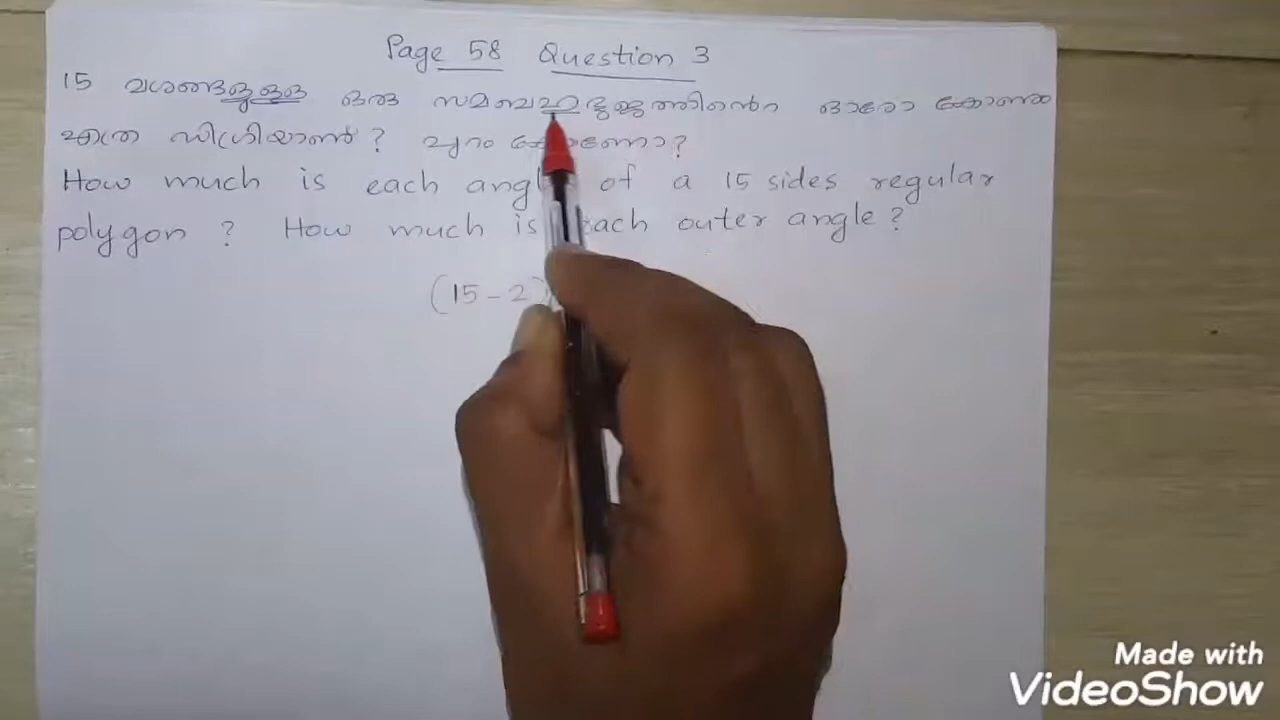 Page 58 Question 3
15 വശങ്ങളുള്ള ഒരു സമബഹുഭുജത്തിന്റെ ഓരോ കോണും
എത്ര ഡിഗ്രിയാണ്? പുറം കോണോ?
How much is each angle of a 15 sides regular
polygon ? How much is each outer angle ?
(15 - 2)
Made with
VideoShow